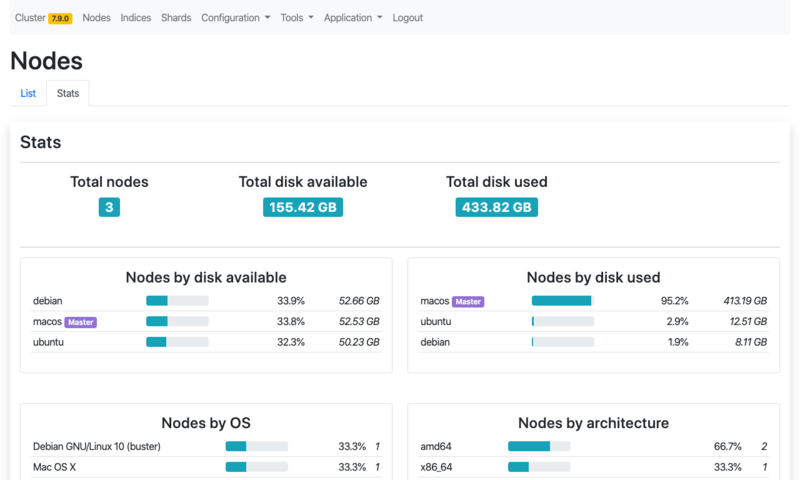 Cluster 7.9.0 Nodes Indices Shards Configuration Tools Application Logout
Nodes
List Stats
Stats
Total nodes Total disk available Total disk used
3 155.42 GB 433.82 GB
Nodes by disk available
debian 33.9% 52.66 GB
macos Master 33.8% 52.53 GB
ubuntu 32.3% 50.23 GB
Nodes by disk used
macos Master 95.2% 413.19 GB
ubuntu 2.9% 12.51 GB
debian 1.9% 8.11 GB
Nodes by OS
Debian GNU/Linux 10 (buster) 33.3% 1
Mac OS X 33.3% 1
Nodes by architecture
amd64 66.7% 2
x86_64 33.3% 1